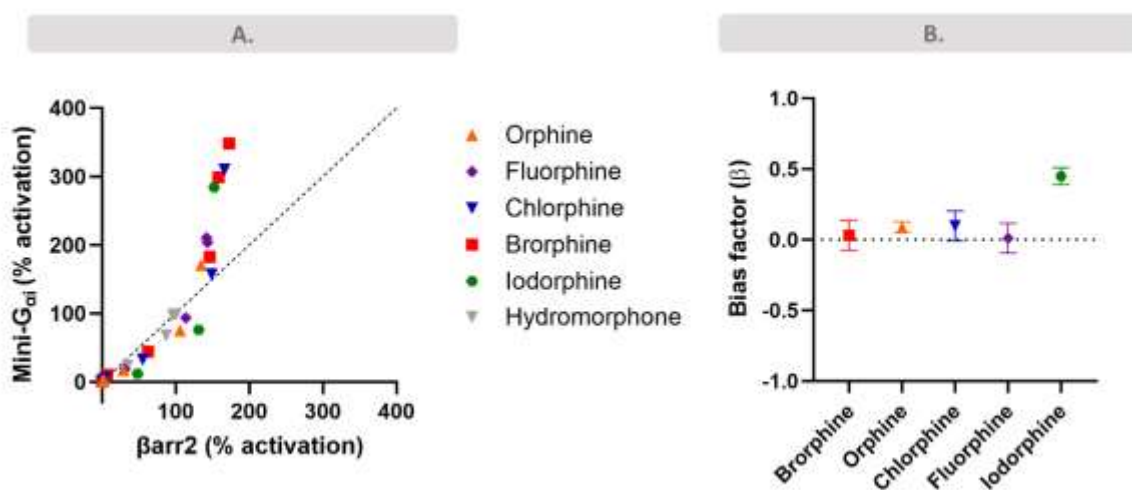 A.
B.
400
300
200
100
0
Mini-Gαi (% activation)
100
200
300
400
βarr2 (% activation)
Orphine
Fluorphine
Chlorphine
Brorphine
Iodorphine
Hydromorphone
1.0
0.5
0.0
-0.5
-1.0
Bias factor (β)
Brorphine
Orphine
Chlorphine
Fluorphine
Iodorphine